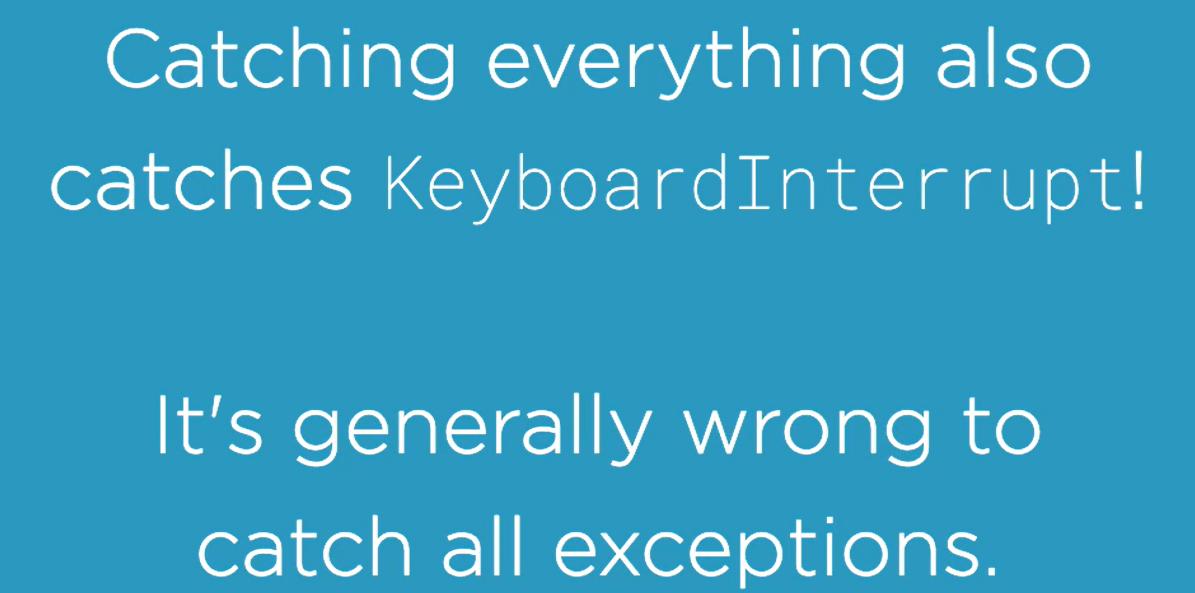 Catching everything also
catches KeyboardInterrupt!
It's generally wrong to
catch all exceptions.